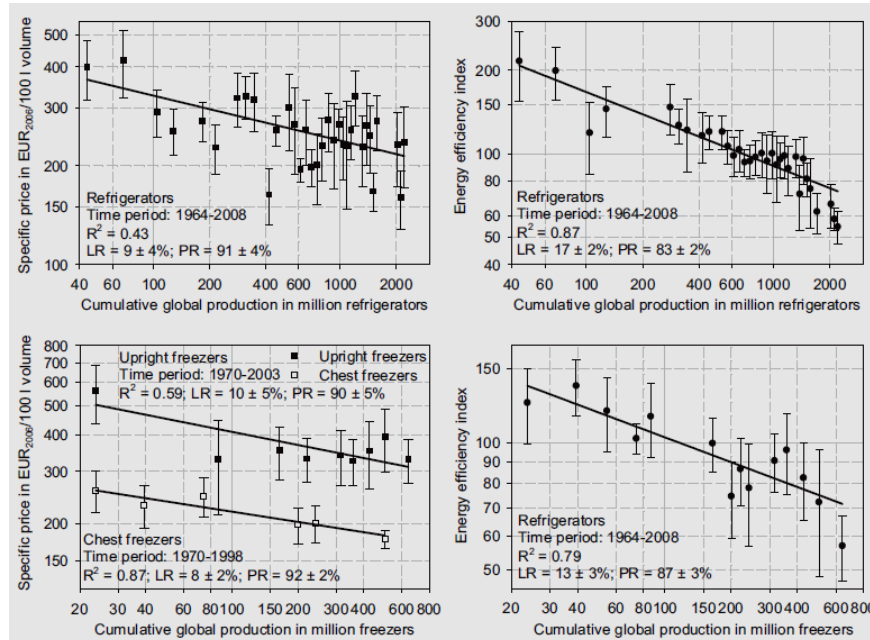 500
400
300
200
150
100
Specific price in EUR2006/100 l volume
Refrigerators
Time period: 1964-2008
R2 = 0.43
LR = 9 ± 4%; PR = 91 ± 4%
40 100 200 400 1000 2000
Cumulative global production in million refrigerators
300
200
150
100
80
60
50
40
Energy efficiency index
Refrigerators
Time period: 1964-2008
R2 = 0.87
LR = 17 ± 2%; PR = 83 ± 2%
40 100 200 400 1000 2000
Cumulative global production in million refrigerators
800
700
600
500
400
300
200
150
Specific price in EUR2006/100 l volume
Upright freezers
Time period: 1970-2003
R2 = 0.59; LR = 10 ± 5%; PR = 90 ± 5%
Upright freezers
Chest freezers
Chest freezers
Time period: 1970-1998
R2 = 0.87; LR = 8 ± 2%; PR = 92 ± 2%
20 30 40 60 80 100 150 200 300 400 600 800
Cumulative global production in million freezers
150
100
90
80
70
60
50
Energy efficiency index
Refrigerators
Time period: 1964-2008
R2 = 0.79
LR = 13 ± 3%; PR = 87 ± 3%
20 30 40 60 80 100 150 200 300 400 600 800
Cumulative global production in million freezers